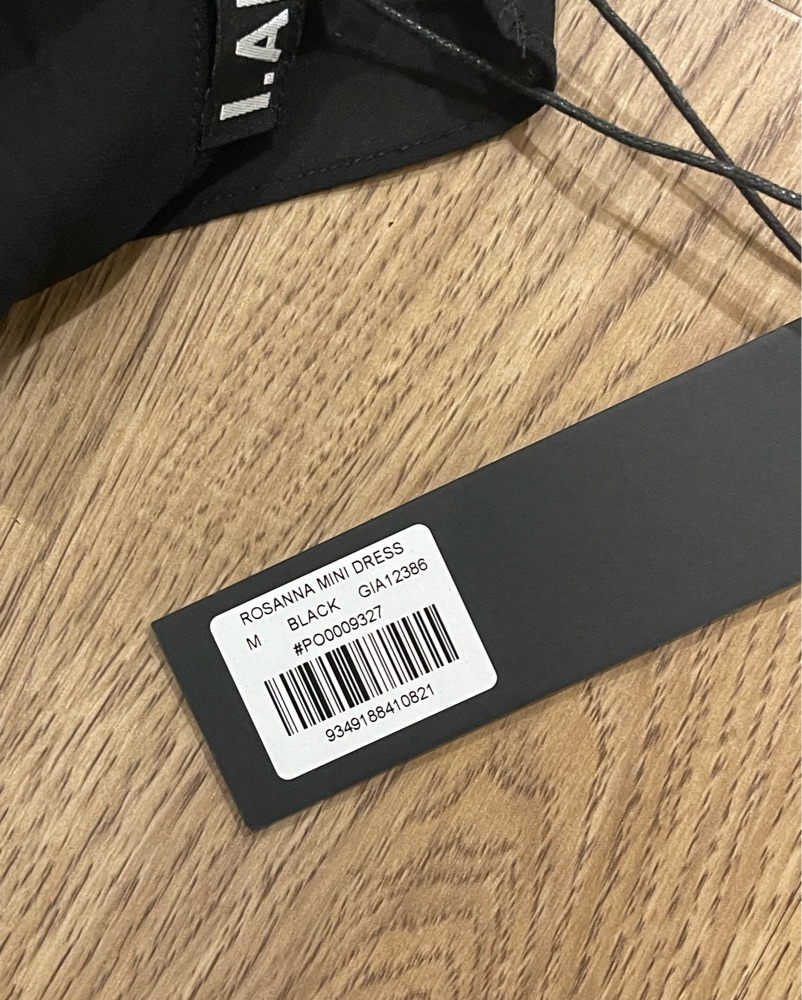 I.A
ROSANNA MINI DRESS
M BLACK GIA12386
#PO0009327
9349188410821